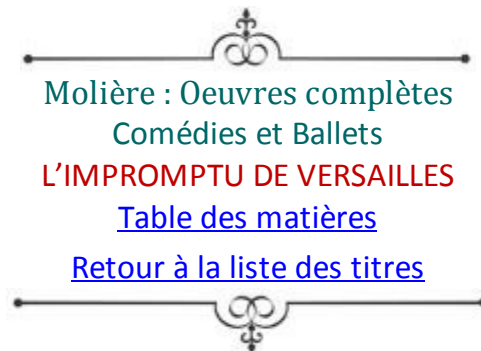 Molière : Oeuvres complètes
Comédies et Ballets
L’IMPROMPTU DE VERSAILLES
Table des matières
Retour à la liste des titres